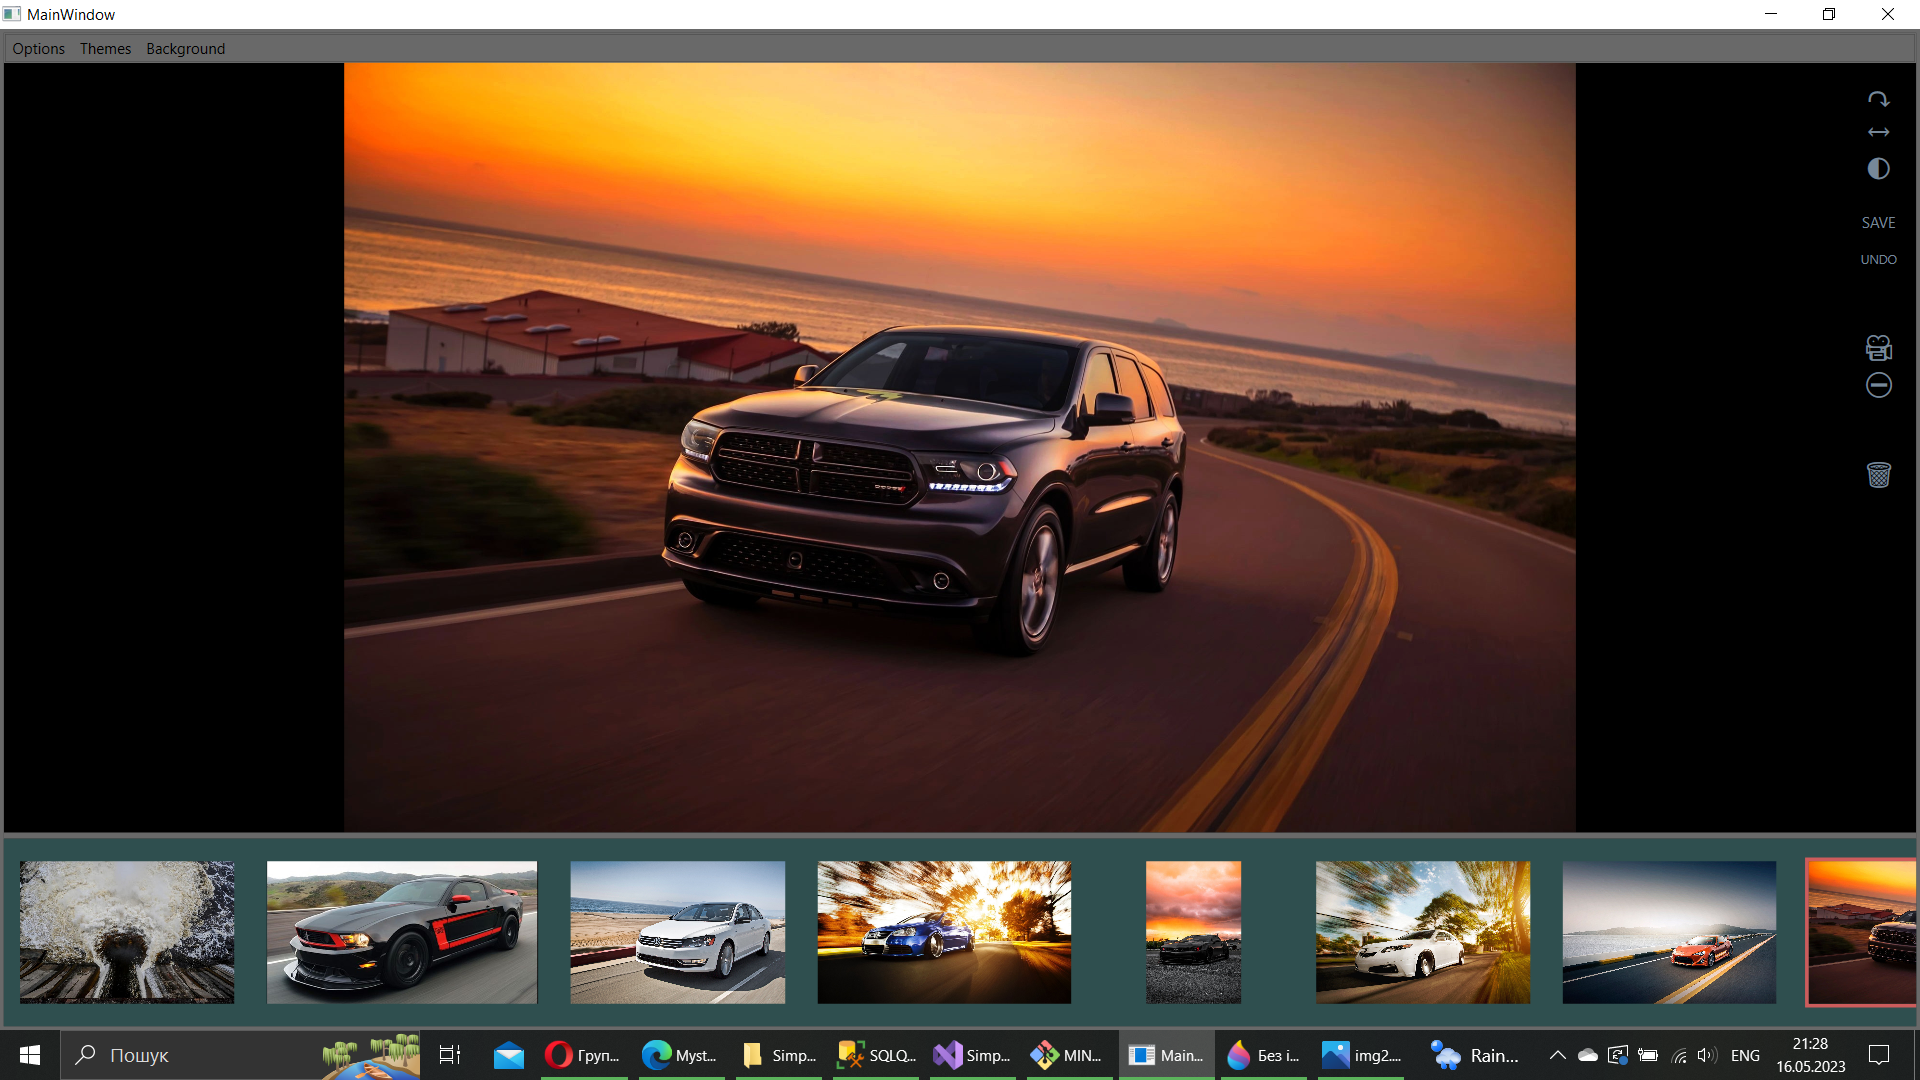 MainWindow
Options Themes Background
SAVE
UNDO
DODGE
Пошук
Груп...
Myst...
Simp...
SQLQ...
Simp...
MIN...
Main...
Без і...
img2....
Rain...
ENG
21:28
16.05.2023